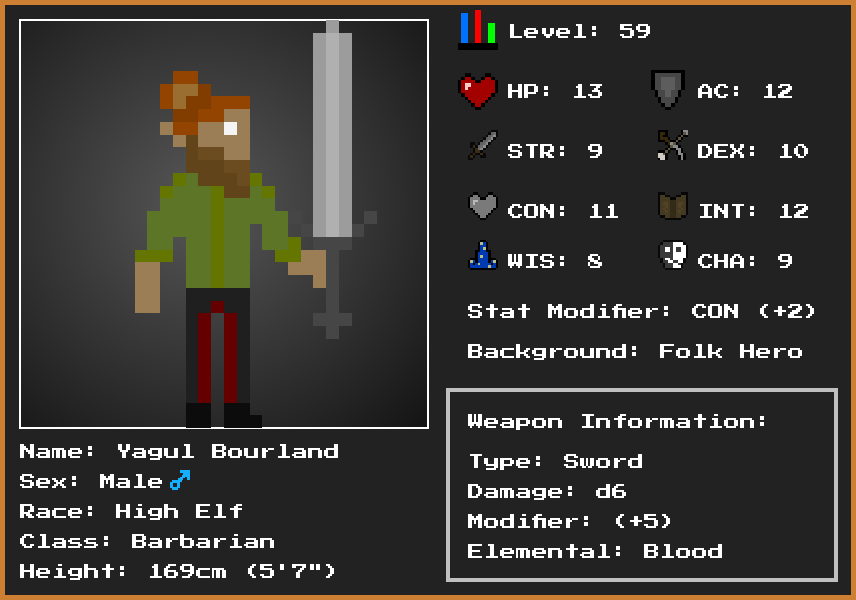 Level: 59
HP: 13 AC: 12
STR: 9 DEX: 10
CON: 11 INT: 12
WIS: 8 CHA: 9
Stat Modifier: CON (+2)
Background: Folk Hero
Weapon Information:
Type: Sword
Damage: d6
Modifier: (+5)
Elemental: Blood
Name: Yagul Bourland
Sex: Male ♂
Race: High Elf
Class: Barbarian
Height: 169cm (5'7")